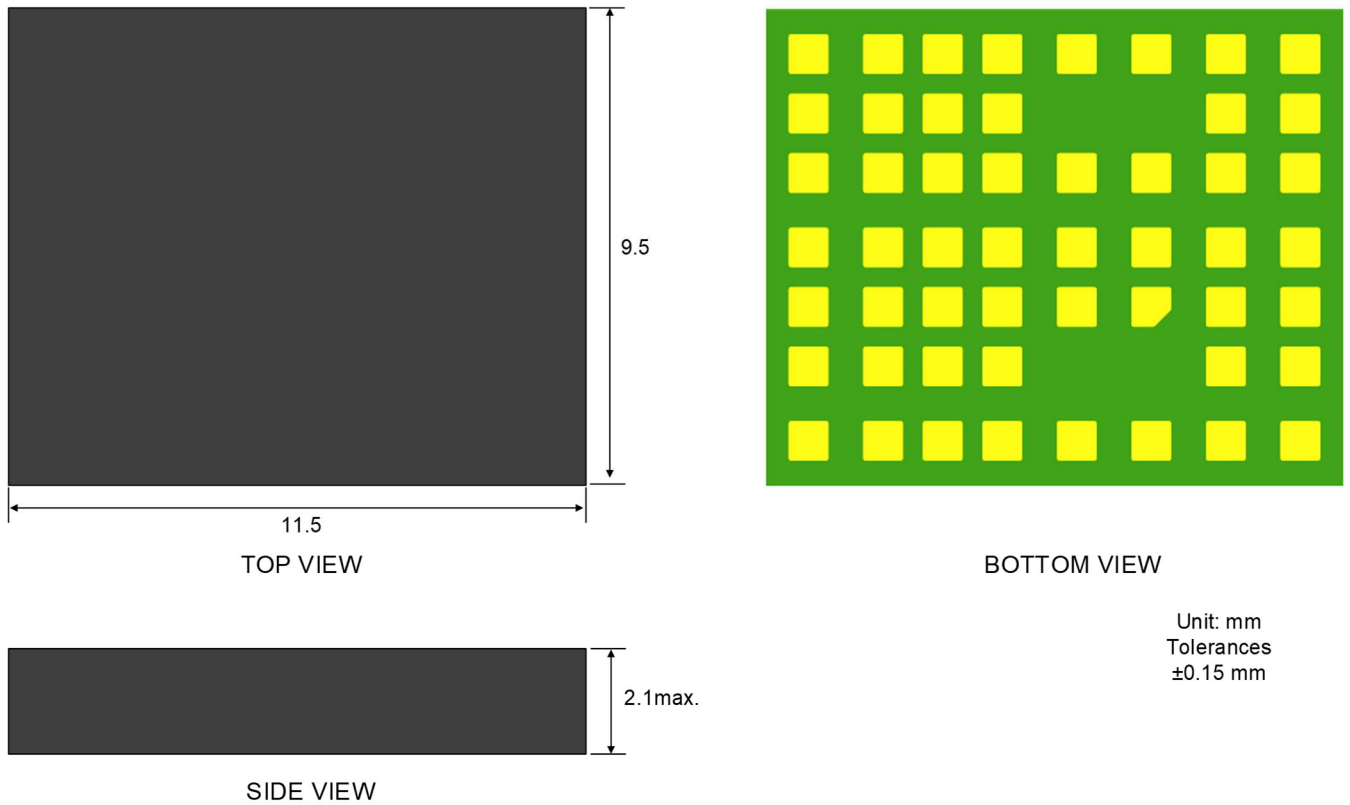 9.5
11.5
TOP VIEW
BOTTOM VIEW
Unit: mm
Tolerances
±0.15 mm
2.1max.
SIDE VIEW